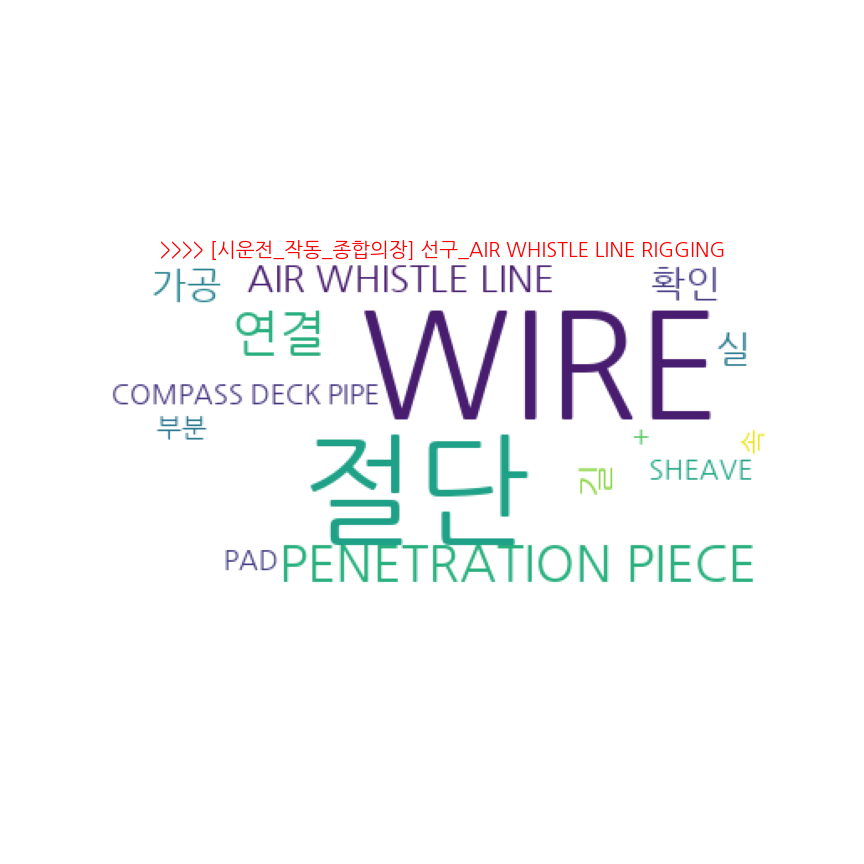 >>>> [시운전_작동_종합의장] 선구_AIR WHISTLE LINE RIGGING
가공 AIR WHISTLE LINE 확인
연결 WIRE 실
COMPASS DECK PIPE
부분
절단 길 + 속
SHEAVE
PAD PENETRATION PIECE